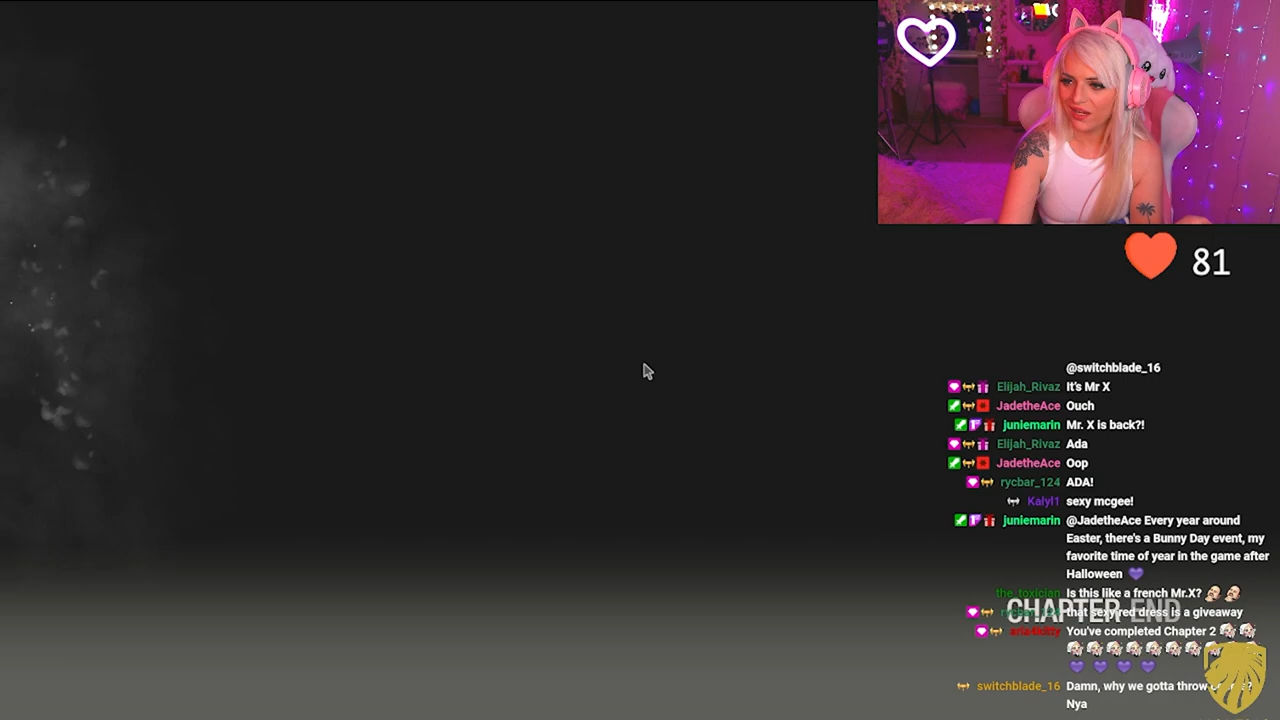 81
@switchblade_16
Elijah_Rivaz It's Mr X
JadetheAce Ouch
juniemarin Mr. X is back?!
Elijah_Rivaz Ada
JadetheAce Oop
rycbar_124 ADA!
Kaiyl1 sexy mcgee!
juniemarin @JadetheAce Every year around
Easter, there's a Bunny Day event, my
favorite time of year in the game after
Halloween
the_toxician Is this like a french Mr.X?
CHAPTER END
that sexy red dress is a giveaway
You've completed Chapter 2
switchblade_16 Damn, why we gotta throw
Nya